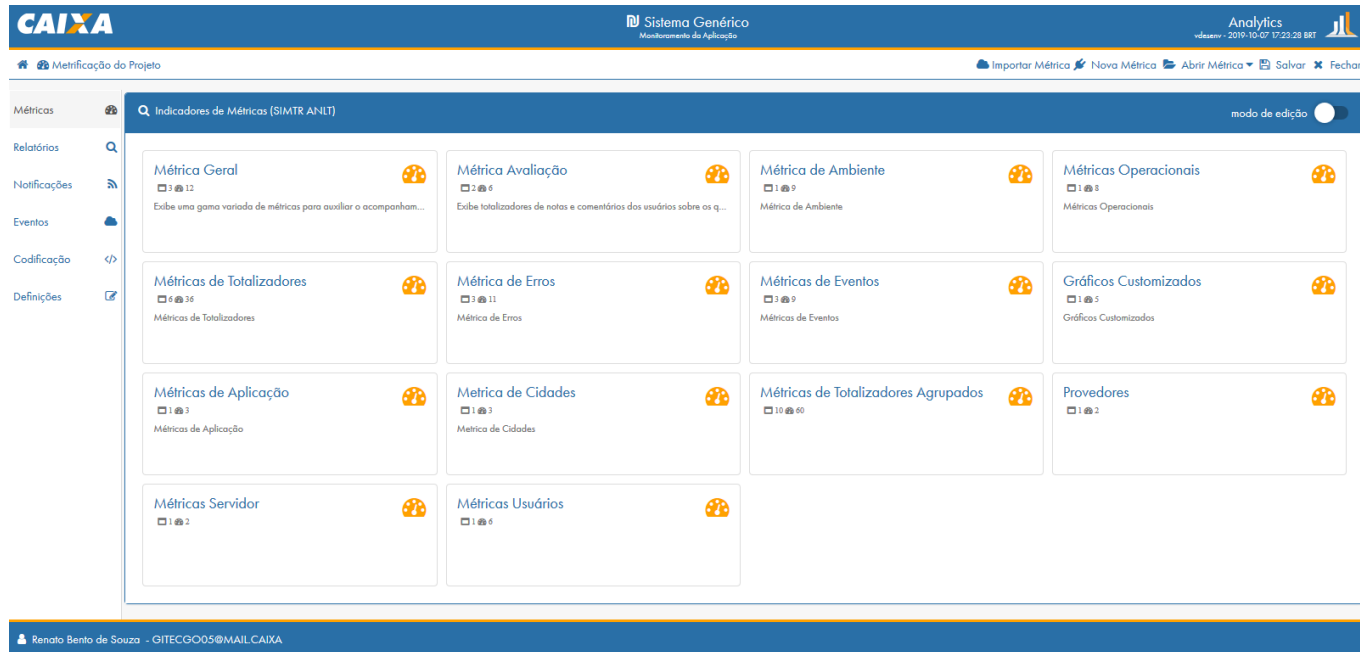 CAIXA
Sistema Genérico
Monitoramento da Aplicação
Analytics
vdesenv - 2019-10-07 17:23:28 BRT
Metrificação do Projeto
Importar Métrica Nova Métrica Abrir Métrica Salvar Fechar
Métricas
Relatórios
Notificações
Eventos
Codificação
Definições
Indicadores de Métricas (SIMTR ANLT)
modo de edição
Métrica Geral
3 12
Exibe uma gama variada de métricas para auxiliar o acompanham...
Métrica Avaliação
2 6
Exibe totalizadores de notas e comentários dos usuários sobre os q...
Métrica de Ambiente
1 9
Métrica de Ambiente
Métricas Operacionais
1 8
Métricas Operacionais
Métricas de Totalizadores
6 36
Métricas de Totalizadores
Métrica de Erros
3 11
Métrica de Erros
Métricas de Eventos
3 9
Métricas de Eventos
Gráficos Customizados
1 5
Gráficos Customizados
Métricas de Aplicação
1 3
Métricas de Aplicação
Metrica de Cidades
1 3
Metrica de Cidades
Métricas de Totalizadores Agrupados
10 60
Provedores
1 2
Métricas Servidor
1 2
Métricas Usuários
1 6
Renato Bento de Souza - GITECGO05@MAIL.CAIXA